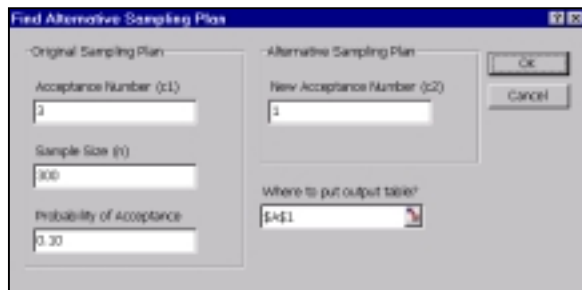 Find Alternative Sampling Plan
Original Sampling Plan
Acceptance Number (c1)
3
Sample Size (n)
300
Probability of Acceptance
0.10
Alternative Sampling Plan
New Acceptance Number (c2)
1
Where to put output table?
$A$1
OK
Cancel